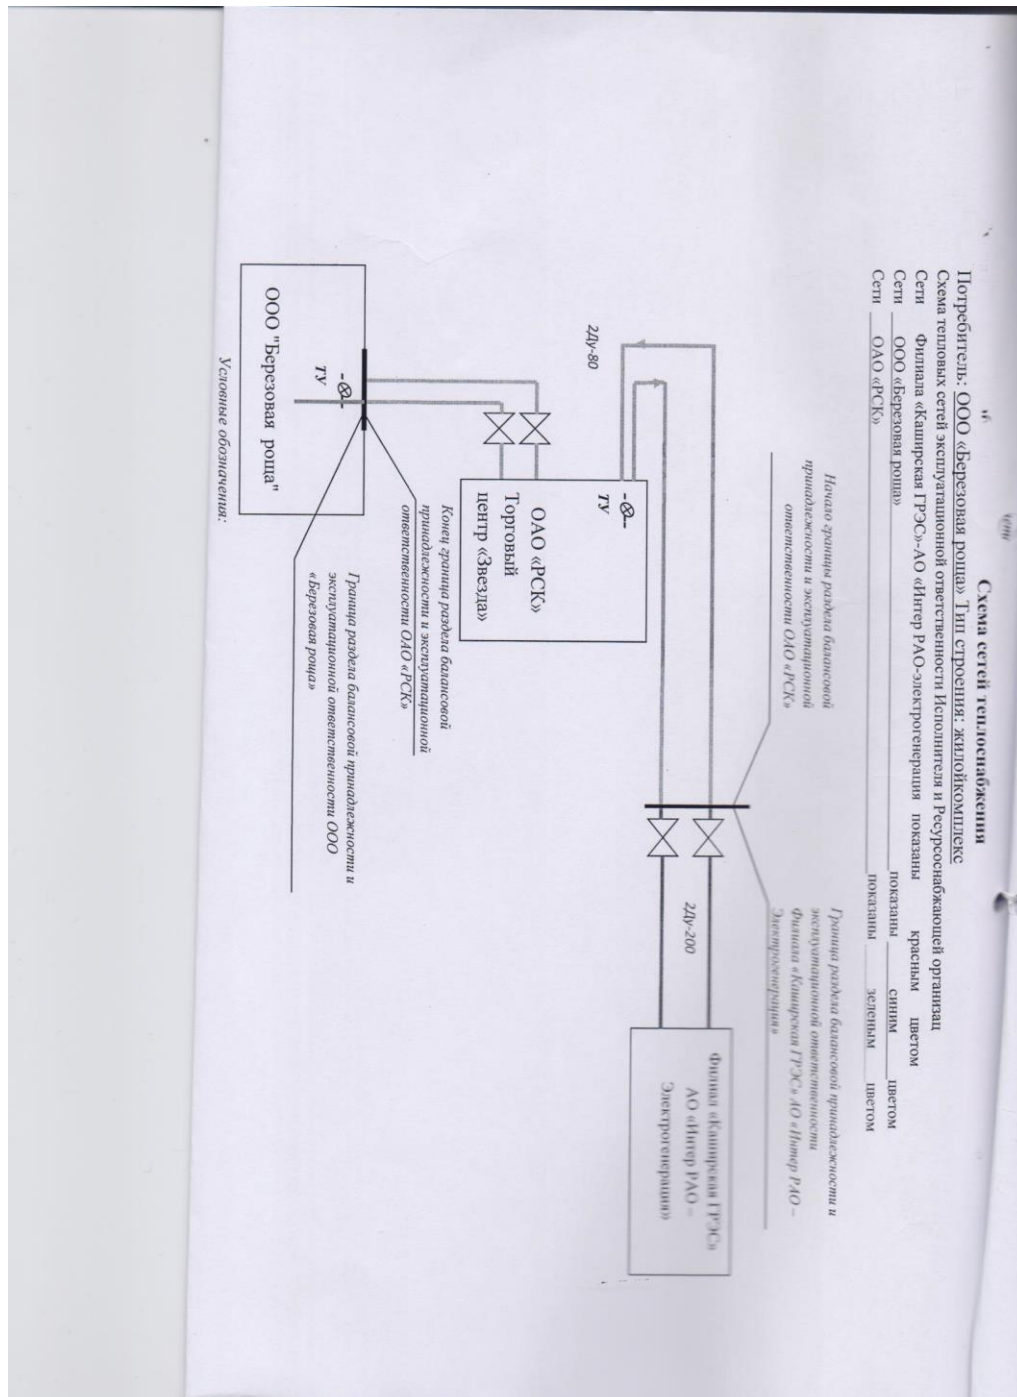 Схема сетей теплоснабжения
Потребитель: ООО «Березовая роща» Тип строения: жилойкомплекс
Схема тепловых сетей эксплуатационной ответственности Исполнителя и Ресурсоснабжающей организац
Сети Филиала «Каширская ГРЭС»-АО «Интер РАО-электрогенерация показаны красным цветом
Сети ООО «Березовая роща» показаны синим цветом
Сети ОАО «РСК» показаны зеленым цветом
Начало границы раздела балансовой
принадлежности и эксплуатационной
ответственности ОАО «РСК»
Граница раздела балансовой принадлежности и
эксплуатационной ответственности
Филиала «Каширская ГРЭС» АО «Интер РАО –
Электрогенерация»
2Ду-80
2Ду-200
Филиал «Каширская ГРЭС»
АО «Интер РАО –
Электрогенерация»
ТУ
ОАО «РСК»
Торговый
центр «Звезда»
Конец граница раздела балансовой
принадлежности и эксплуатационной
ответственности ОАО «РСК»
ТУ
ООО "Березовая роща"
Граница раздела балансовой принадлежности и
эксплуатационной ответственности ООО
«Березовая роща»
Условные обозначения: